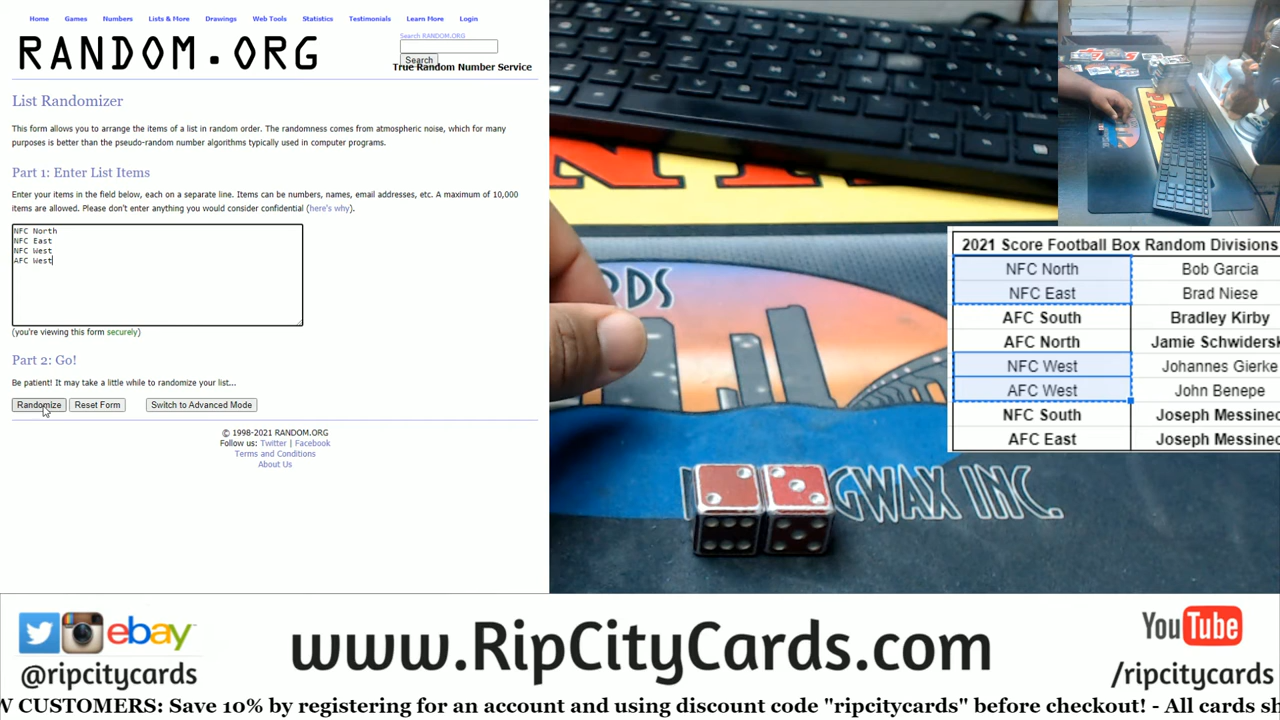 Home Games Numbers Lists & More Drawings Web Tools Statistics Testimonials Learn More Login
RANDOM.ORG
Search RANDOM.ORG
Search
True Random Number Service
List Randomizer
This form allows you to arrange the items of a list in random order. The randomness comes from atmospheric noise, which for many
purposes is better than the pseudo-random number algorithms typically used in computer programs.
Part 1: Enter List Items
Enter your items in the field below, each on a separate line. Items can be numbers, names, email addresses, etc. A maximum of 10,000
items are allowed. Please don't enter anything you would consider confidential (here's why).
NFC North
NFC East
NFC West
AFC West
(you're viewing this form securely)
Part 2: Go!
Be patient! It may take a little while to randomize your list...
Randomize Reset Form Switch to Advanced Mode
© 1998-2021 RANDOM.ORG
Follow us: Twitter | Facebook
Terms and Conditions
About Us
2021 Score Football Box Random Divisions
NFC North Bob Garcia
NFC East Brad Niese
AFC South Bradley Kirby
AFC North Jamie Schwidersk
NFC West Johannes Gierke
AFC West John Benepe
NFC South Joseph Messined
AFC East Joseph Messined
GWAX INC.
ebay
@ripcitycards
www.RipCityCards.com
YouTube
/ripcitycards
W CUSTOMERS: Save 10% by registering for an account and using discount code "ripcitycards" before checkout! - All cards sh